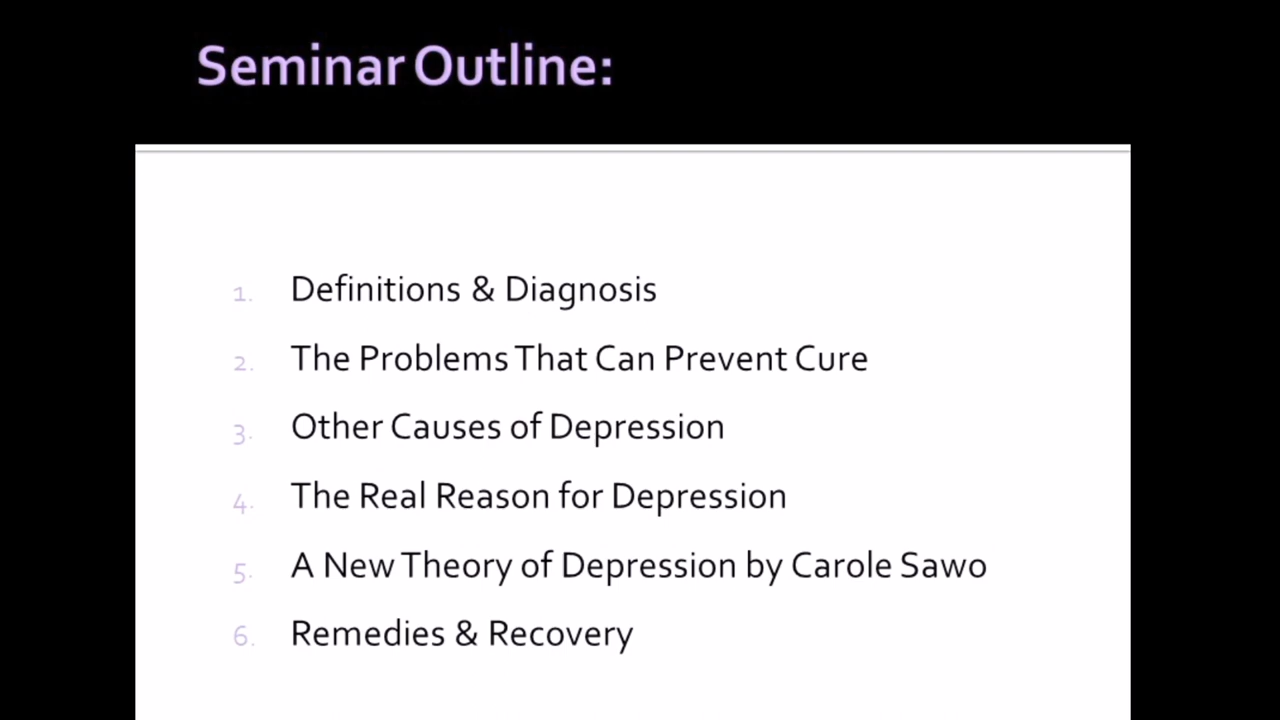 Seminar Outline:
1. Definitions & Diagnosis
2. The Problems That Can Prevent Cure
3. Other Causes of Depression
4. The Real Reason for Depression
5. A New Theory of Depression by Carole Sawo
6. Remedies & Recovery